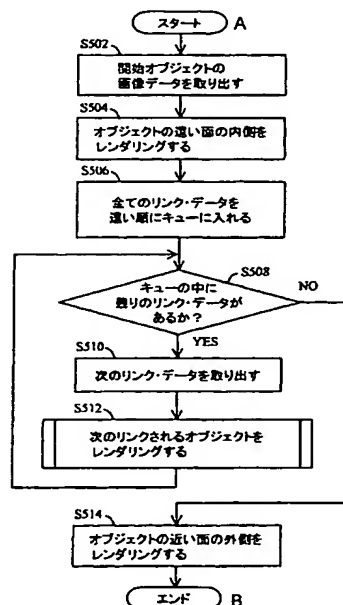 スタート A
S502
開始オブジェクトの
画像データを取り出す
S504
オブジェクトの遠い面の内側を
レンダリングする
S506
全てのリンク・データを
遠い順にキューに入れる
S508
キューの中に
残りのリンク・データが
あるか?
NO
YES
S510
次のリンク・データを取り出す
S512
次のリンクされるオブジェクトを
レンダリングする
S514
オブジェクトの近い面の外側を
レンダリングする
エンド B